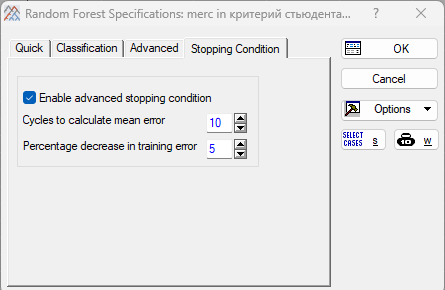 Random Forest Specifications: merc in критерий стьюдента... ? ×
Quick Classification Advanced Stopping Condition
OK
Enable advanced stopping condition
Cancel
Cycles to calculate mean error 10
Options
Percentage decrease in training error 5
SELECT CASES S W